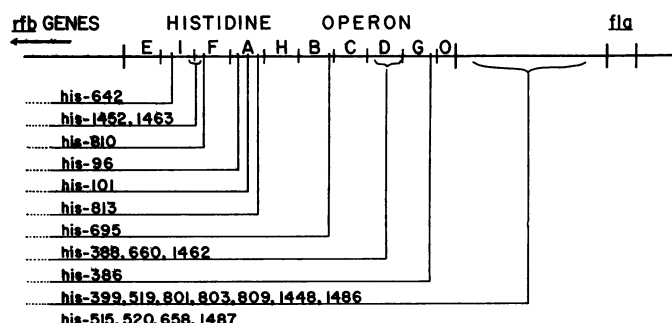 rfb GENES HISTIDINE OPERON fla
E I F A H B C D G O
his-642
his-1452, 1463
his-810
his-96
his-101
his-813
his-695
his-388, 660, 1462
his-386
his-399, 519, 801, 803, 809, 1448, 1486
his-515, 520, 658, 1487